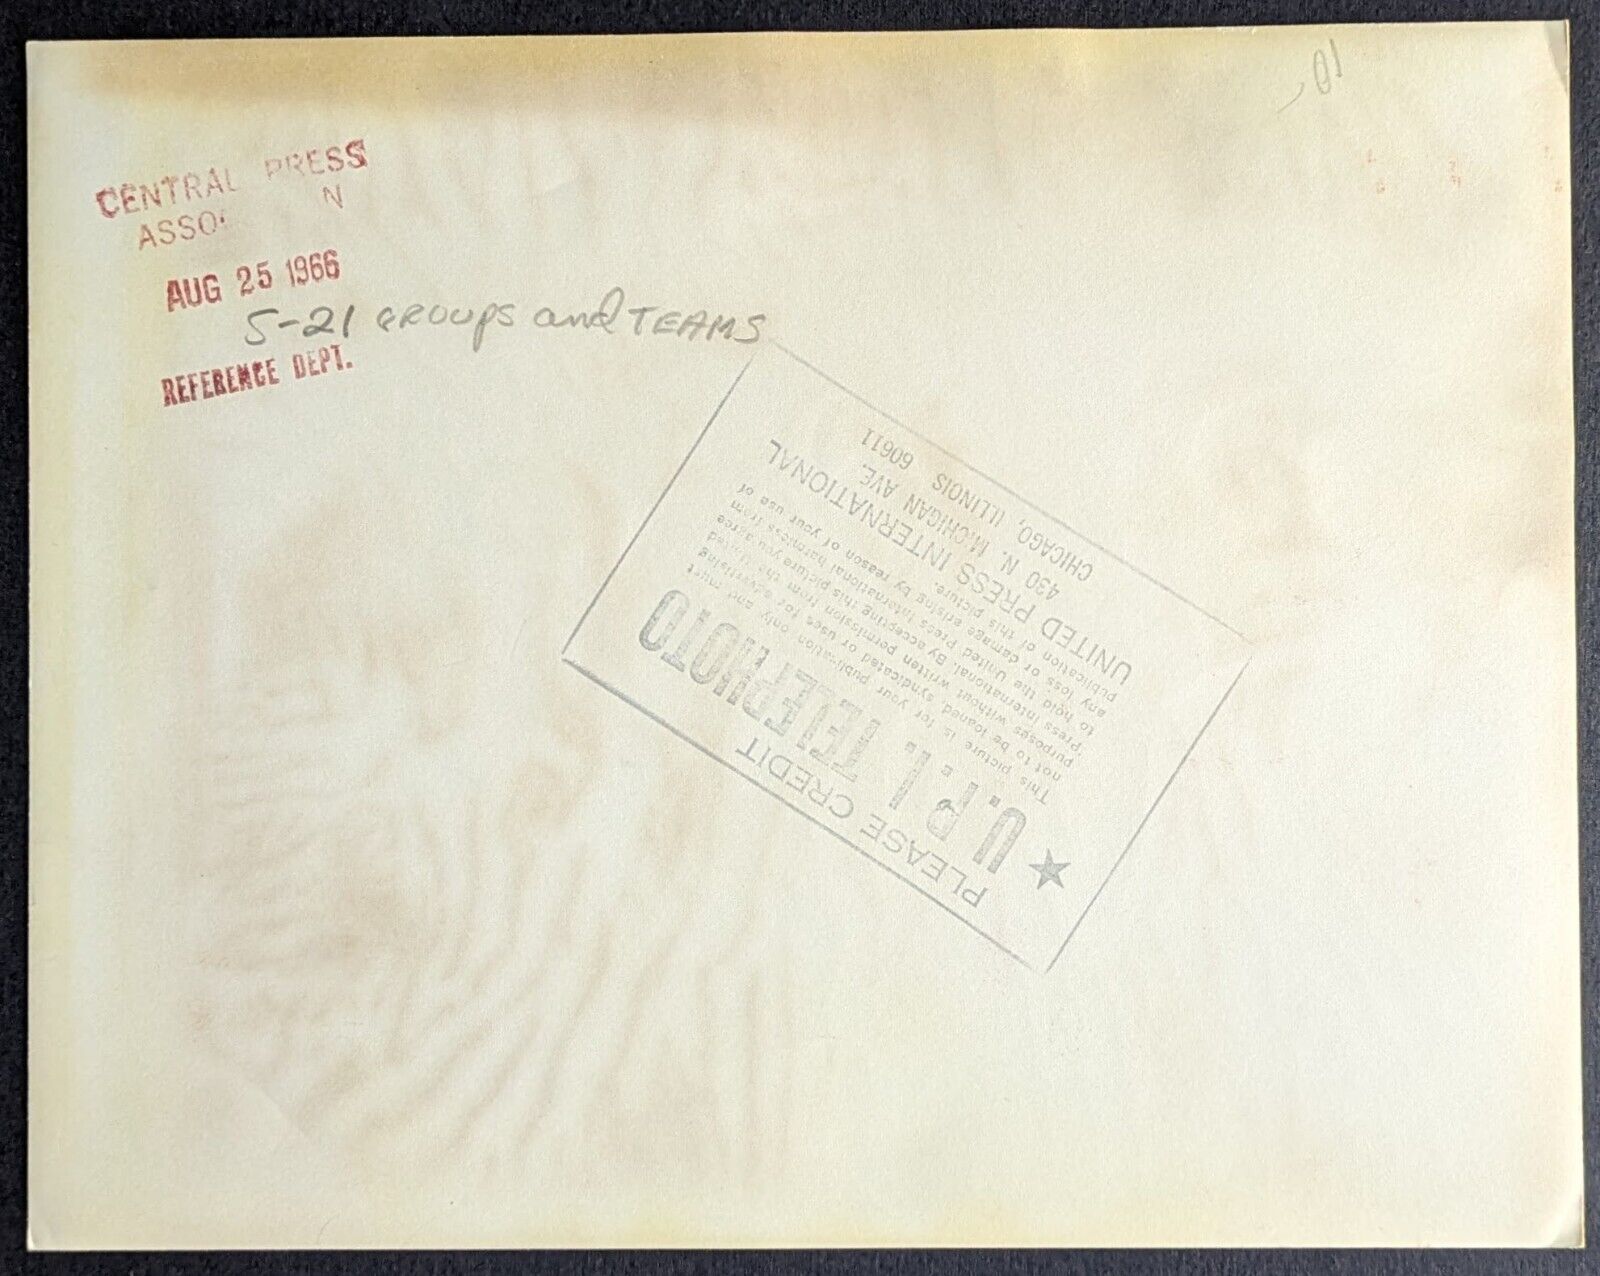 10-
CENTRAL PRESS
ASSOC N
AUG 25 1966
5-21 GROUPS and TEAMS
REFERENCE DEPT.
PLEASE CREDIT
★ U.P.I. TELEPHOTO
This picture is for your publication only and must
not to be loaned, syndicated or used for advertising
purposes without written permission from the United
Press International. By accepting this picture you agree
to hold the United Press International harmless from
any loss or damage arising by reason of your use of
publication of this picture.
UNITED PRESS INTERNATIONAL
430 N. MICHIGAN AVE.
CHICAGO, ILLINOIS 60611